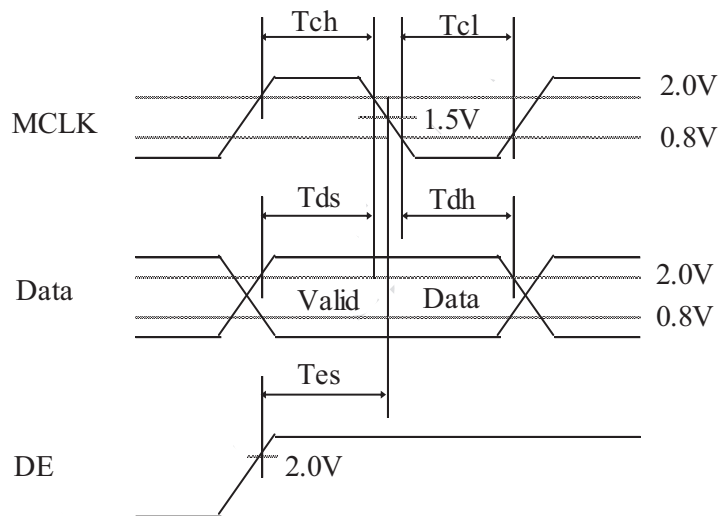 Tch Tcl
2.0V
MCLK 1.5V
0.8V
Tds Tdh
2.0V
Data Valid Data
0.8V
Tes
DE 2.0V